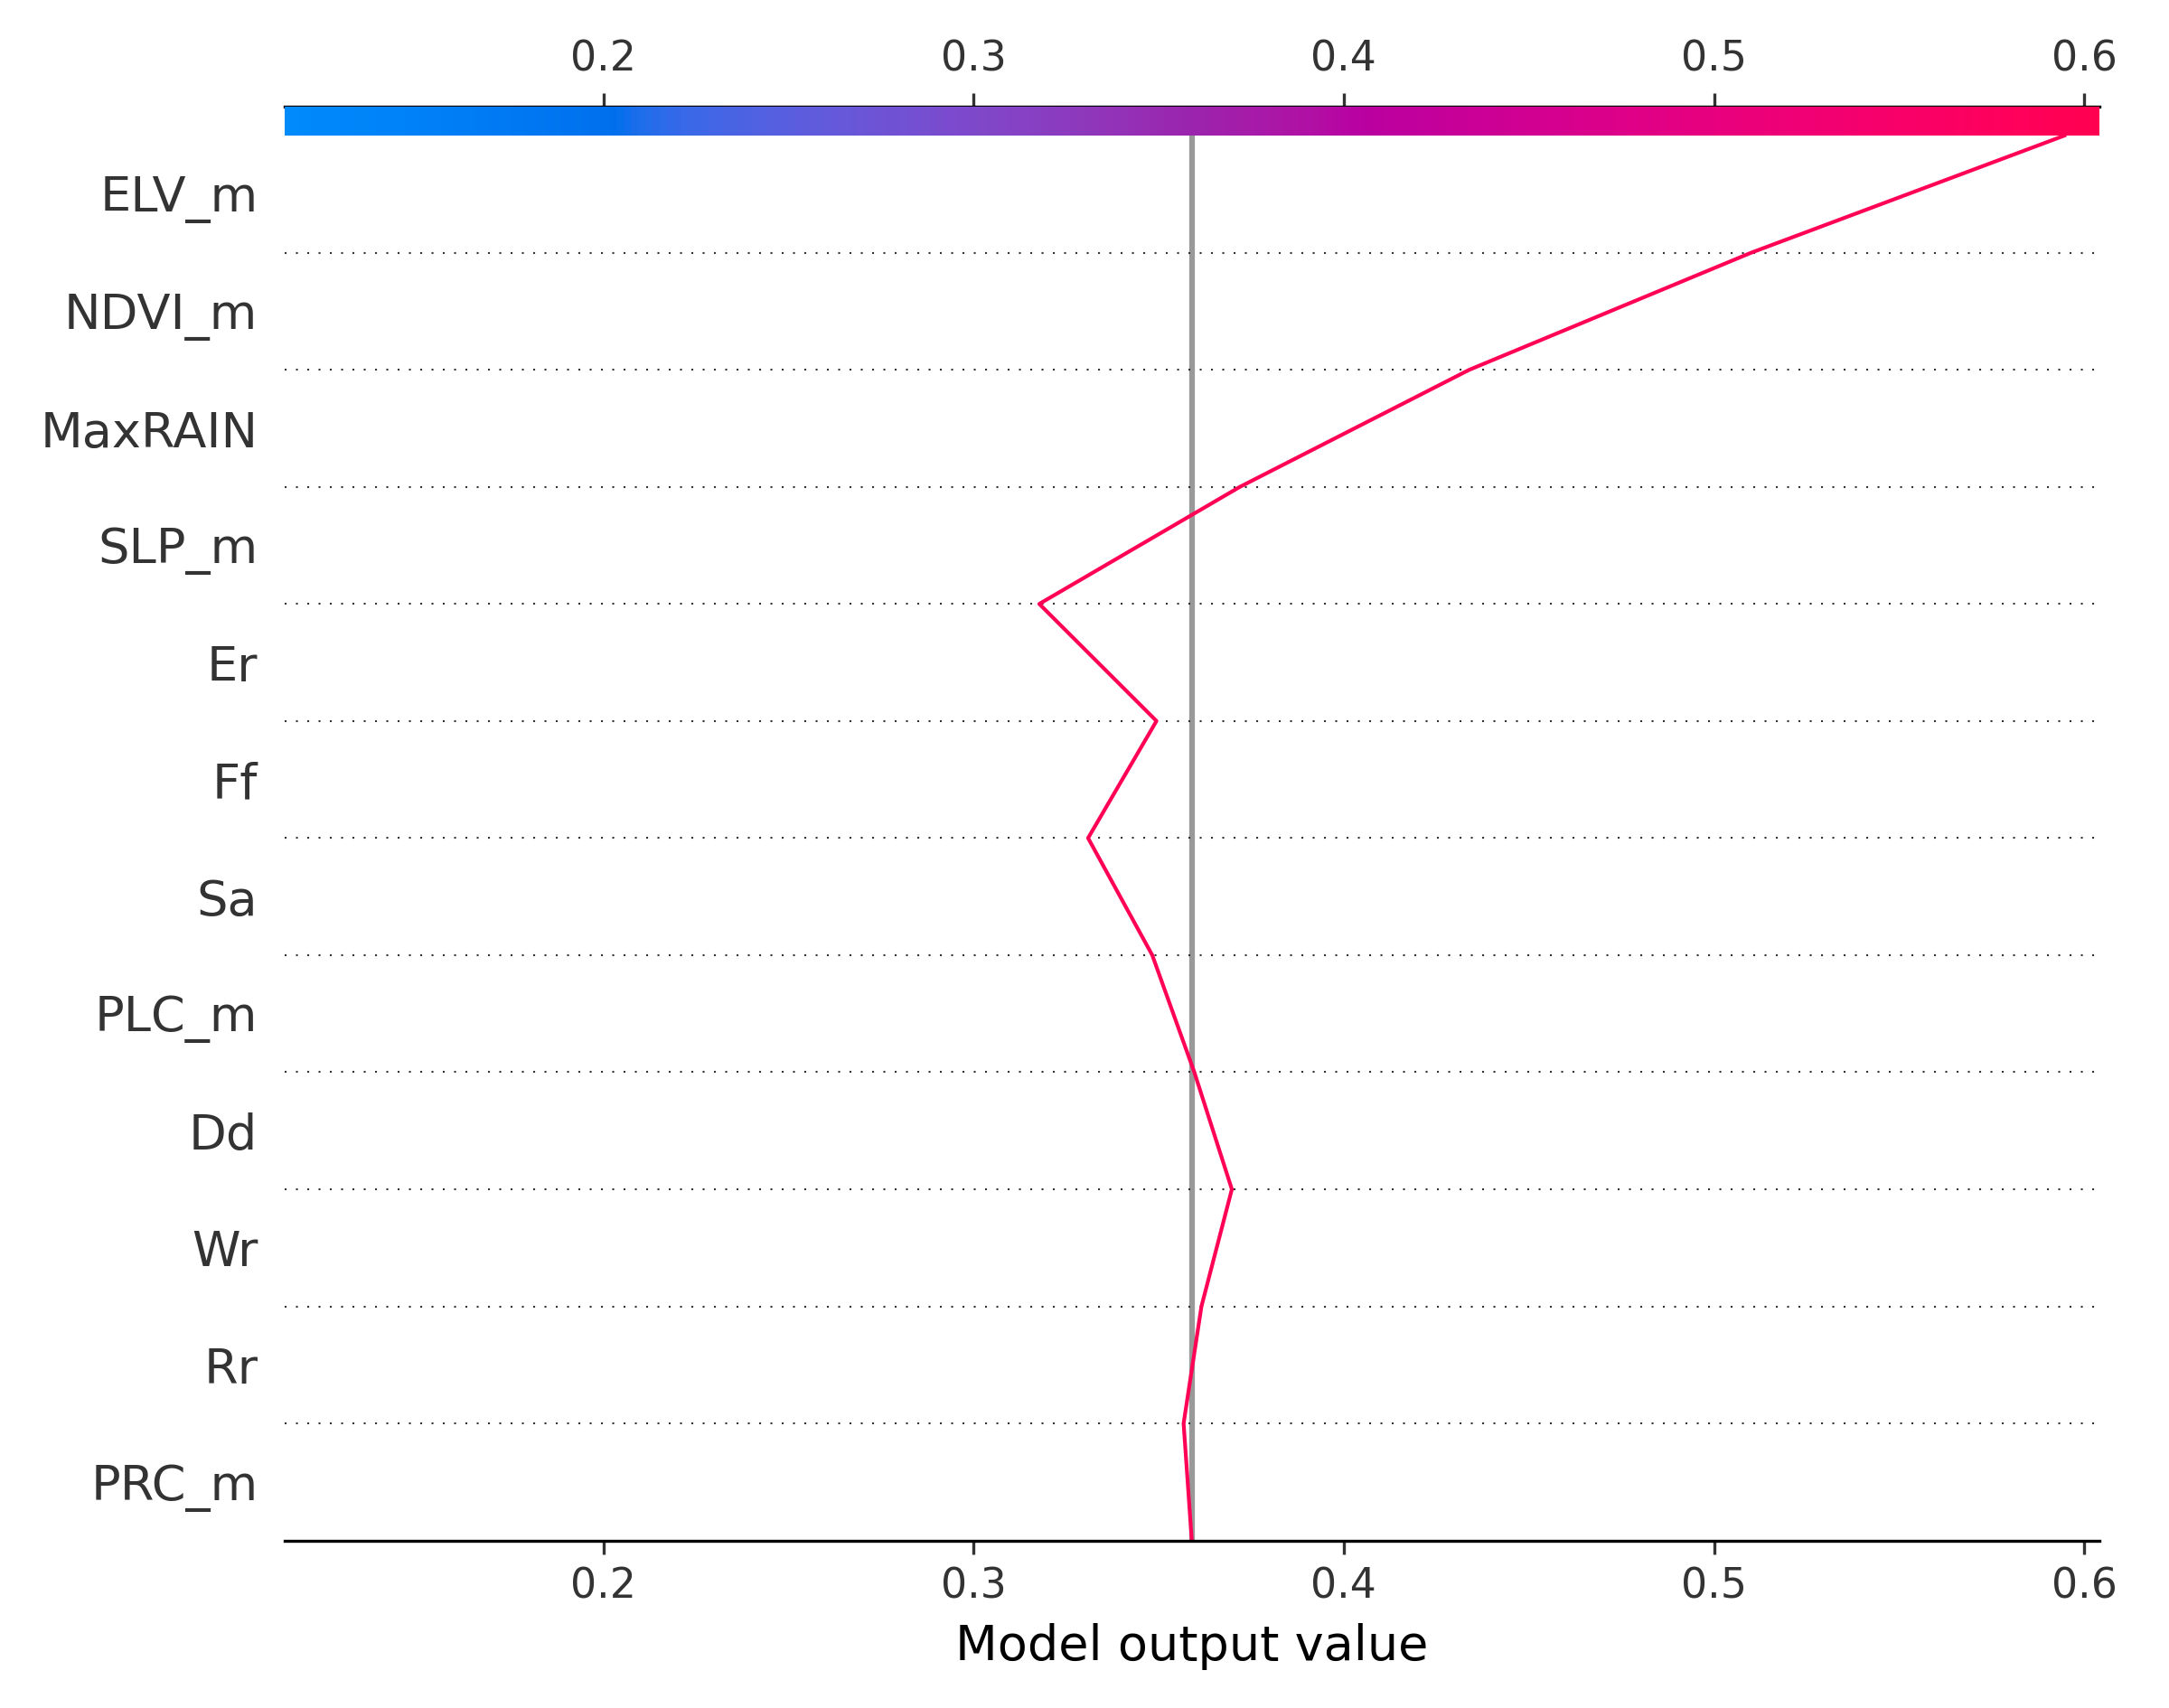 0.2 0.3 0.4 0.5 0.6
ELV_m
NDVI_m
MaxRAIN
SLP_m
Er
Ff
Sa
PLC_m
Dd
Wr
Rr
PRC_m
0.2 0.3 0.4 0.5 0.6
Model output value